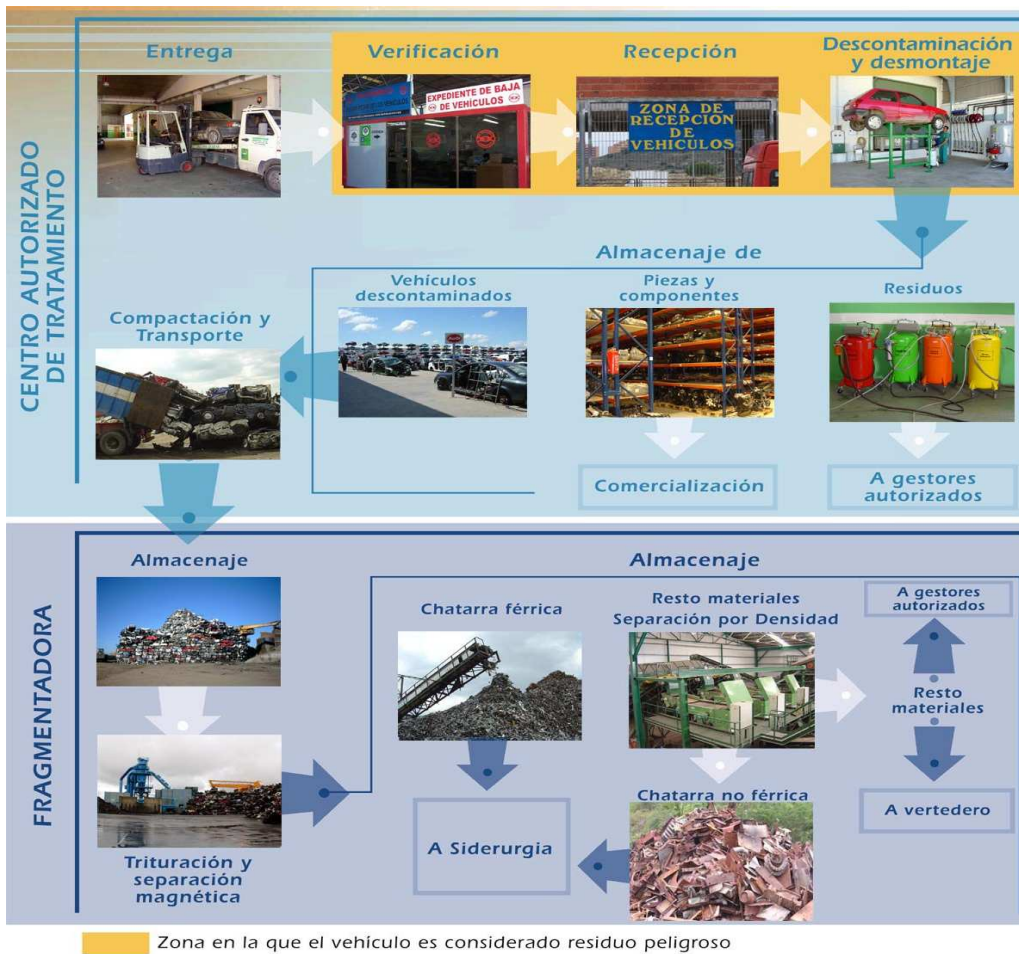 Entrega
Verificación
Recepción
Descontaminación
y desmontaje
EXPEDIENTE DE BAJA
DE VEHÍCULOS
ZONA DE
RECEPCIÓN
DE
VEHICULOS
CENTRO AUTORIZADO
DE TRATAMIENTO
Almacenaje de
Vehículos
descontaminados
Piezas y
componentes
Residuos
Compactación y
Transporte
Comercialización
A gestores
autorizados
FRAGMENTADORA
Almacenaje
Almacenaje
Chatarra férrica
Resto materiales
Separación por Densidad
A gestores
autorizados
Resto
materiales
A vertedero
Trituración y
separación
magnética
A Siderurgia
Chatarra no férrica
Zona en la que el vehículo es considerado residuo peligroso